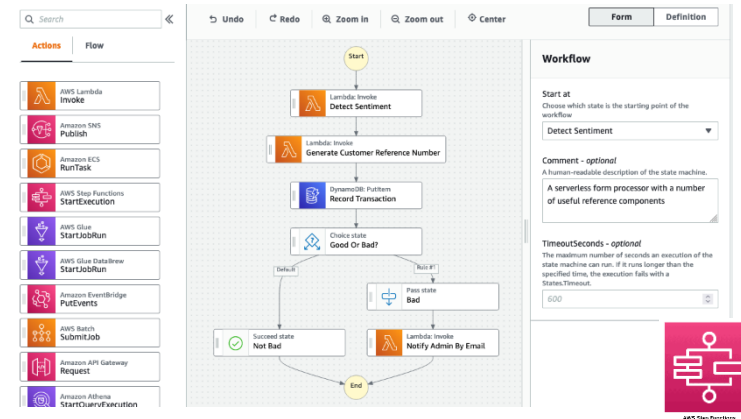 Search
Undo
Redo
Zoom in
Zoom out
Center
Form
Definition
Actions
Flow
AWS Lambda
Invoke
Amazon SNS
Publish
Amazon ECS
RunTask
AWS Step Functions
StartExecution
AWS Glue
StartJobRun
AWS Glue DataBrew
StartJobRun
Amazon EventBridge
PutEvents
AWS Batch
SubmitJob
Amazon API Gateway
Request
Amazon Athena
StartQueryExecution
Start
Lambda: Invoke
Detect Sentiment
Lambda: Invoke
Generate Customer Reference Number
DynamoDB: PutItem
Record Transaction
Choice state
Good Or Bad?
Default
Rule #1
Pass state
Bad
Succeed state
Not Bad
Lambda: Invoke
Notify Admin By Email
End
Workflow
Start at
Choose which state is the starting point of the
workflow
Detect Sentiment
Comment - optional
A human-readable description of the state machine.
A serverless form processor with a number
of useful reference components
TimeoutSeconds - optional
The maximum number of seconds an execution of the
state machine can run. If it runs longer than the
specified time, the execution fails with a
States.Timeout.
600
AWS Step Functions